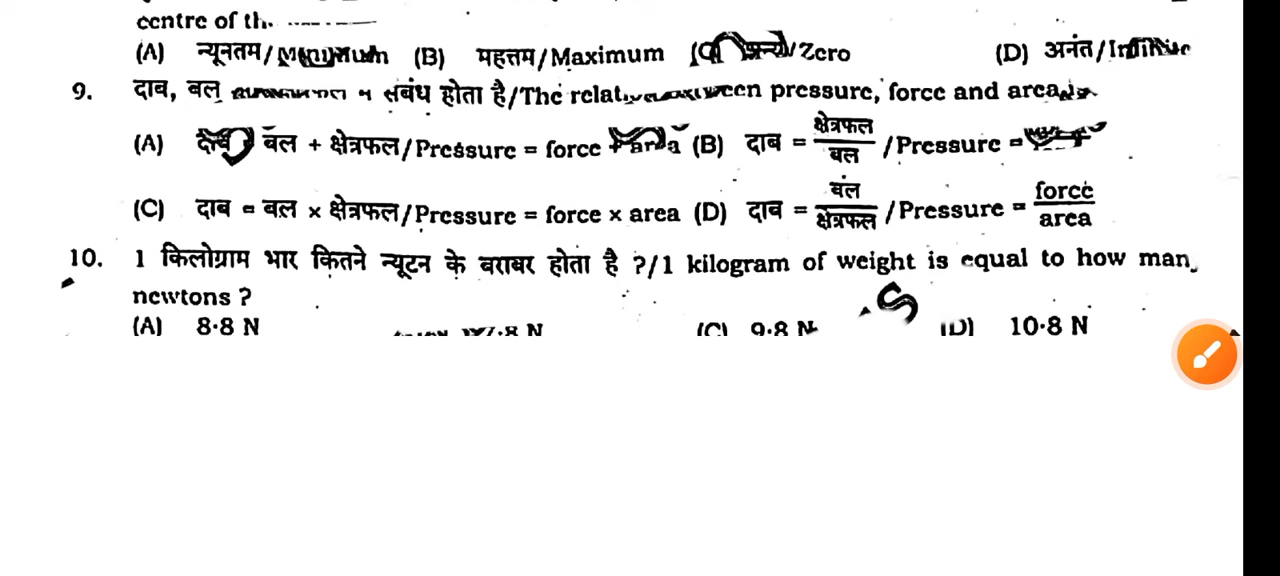 centre of th
(A) न्यूनतम/ (B) महत्तम/Maximum /Zero (D) अनंत/
9. दाब, बल संबंध होता है/The pressure, force and area
(A) बल + क्षेत्रफल/Pressure = force (B) दाब = क्षेत्रफल/बल /Pressure =
(C) दाब = बल × क्षेत्रफल/Pressure = force × area (D) दाब = बल/क्षेत्रफल /Pressure = force/area
10. 1 किलोग्राम भार कितने न्यूटन के बराबर होता है ?/1 kilogram of weight is equal to how
newtons ?
(A) 8·8 N N (C) 9·8 N (D) 10·8 N